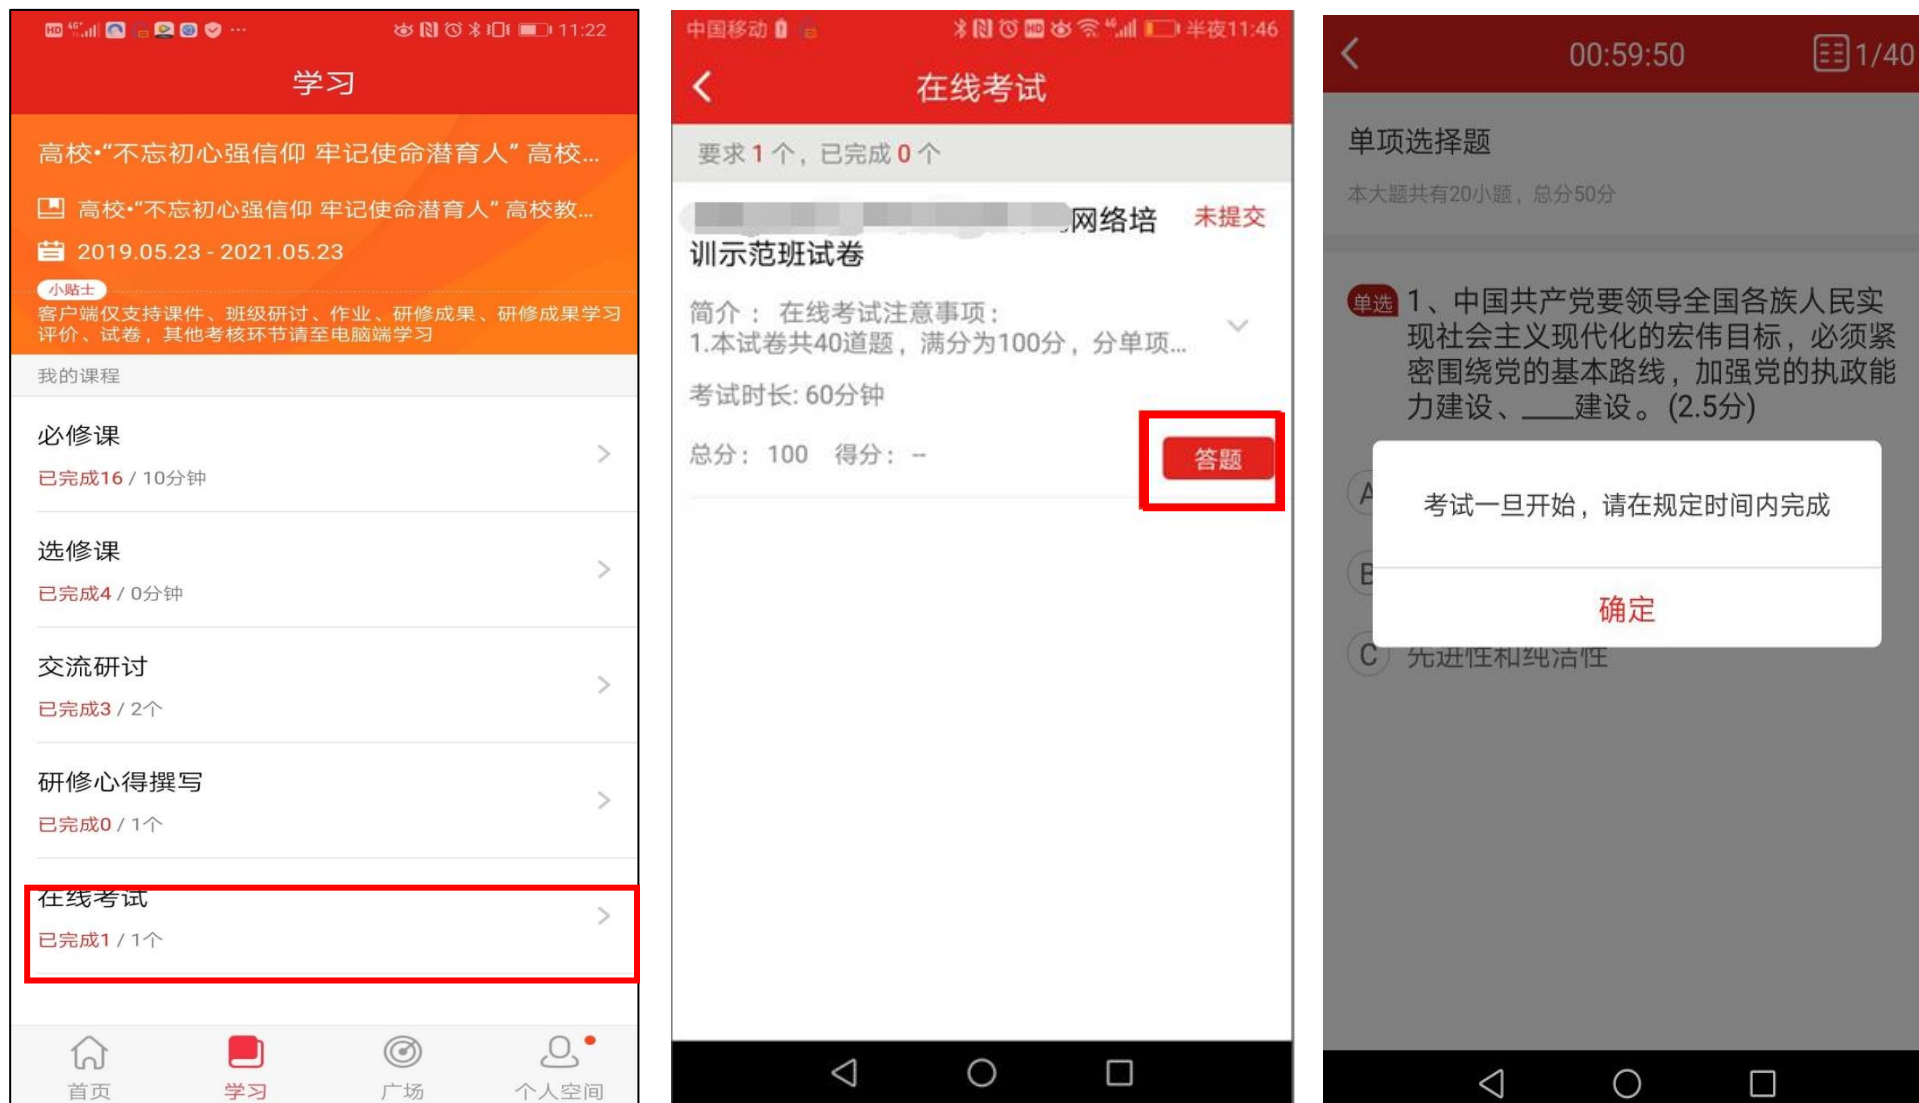 11:22
学习
高校•“不忘初心强信仰 牢记使命潜育人” 高校...
高校•“不忘初心强信仰 牢记使命潜育人” 高校教...
2019.05.23 - 2021.05.23
小贴士
客户端仅支持课件、班级研讨、作业、研修成果、研修成果学习
评价、试卷，其他考核环节请至电脑端学习
我的课程
必修课
已完成16 / 10分钟
选修课
已完成4 / 0分钟
交流研讨
已完成3 / 2个
研修心得撰写
已完成0 / 1个
在线考试
已完成1 / 1个
首页
学习
广场
个人空间
中国移动
半夜11:46
在线考试
要求 1 个，已完成 0 个
网络培
训示范班试卷
未提交
简介： 在线考试注意事项：
1.本试卷共40道题，满分为100分，分单项...
考试时长: 60分钟
总分： 100 得分： --
答题
00:59:50
1/40
单项选择题
本大题共有20小题，总分50分
单选
1、中国共产党要领导全国各族人民实
现社会主义现代化的宏伟目标，必须紧
密围绕党的基本路线，加强党的执政能
力建设、____建设。(2.5分)
A
考试一旦开始，请在规定时间内完成
B
确定
C 先进性和纯洁性